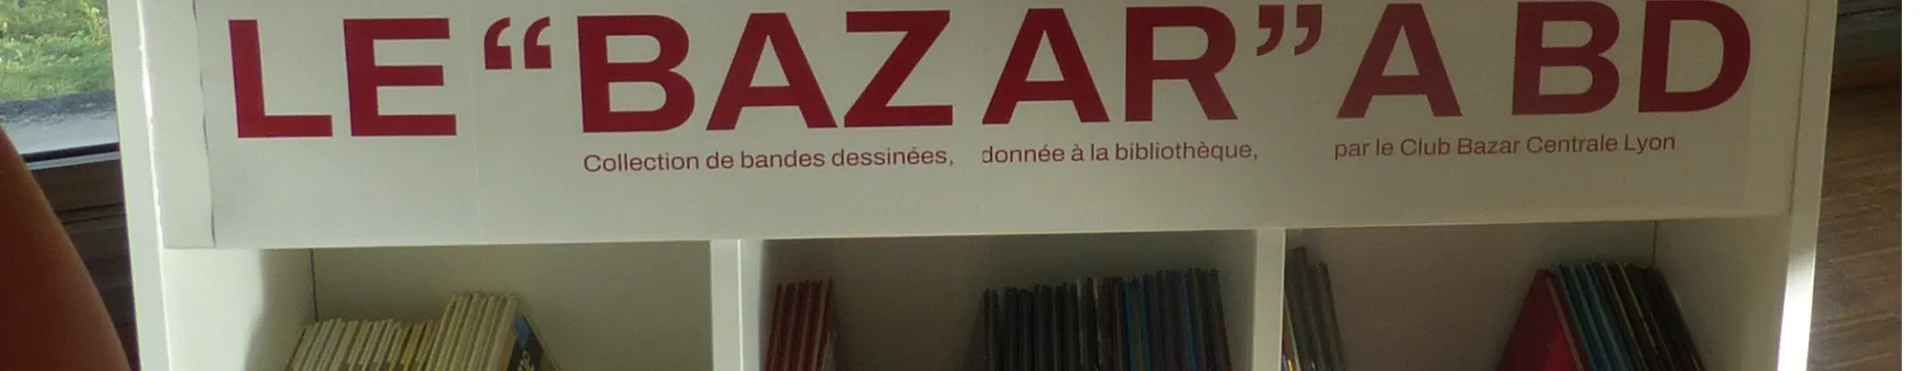 LE “BAZAR” A BD
Collection de bandes dessinées, donnée à la bibliothèque, par le Club Bazar Centrale Lyon